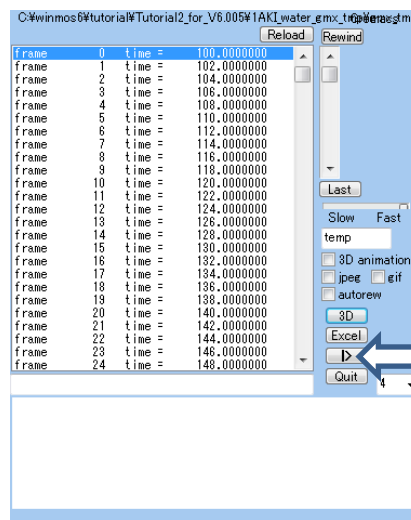 C:¥winmos6¥tutorial¥Tutorial2_for_V6.005¥1AKI_water_gmx_tmp
Reload Rewind
frame 0 time = 100.0000000
frame 1 time = 102.0000000
frame 2 time = 104.0000000
frame 3 time = 106.0000000
frame 4 time = 108.0000000
frame 5 time = 110.0000000
frame 6 time = 112.0000000
frame 7 time = 114.0000000
frame 8 time = 116.0000000
frame 9 time = 118.0000000
frame 10 time = 120.0000000
frame 11 time = 122.0000000
frame 12 time = 124.0000000
frame 13 time = 126.0000000
frame 14 time = 128.0000000
frame 15 time = 130.0000000
frame 16 time = 132.0000000
frame 17 time = 134.0000000
frame 18 time = 136.0000000
frame 19 time = 138.0000000
frame 20 time = 140.0000000
frame 21 time = 142.0000000
frame 22 time = 144.0000000
frame 23 time = 146.0000000
frame 24 time = 148.0000000
Last
Slow Fast
temp
3D animation
jpeg gif
autorew
3D
Excel
|>
Quit 4